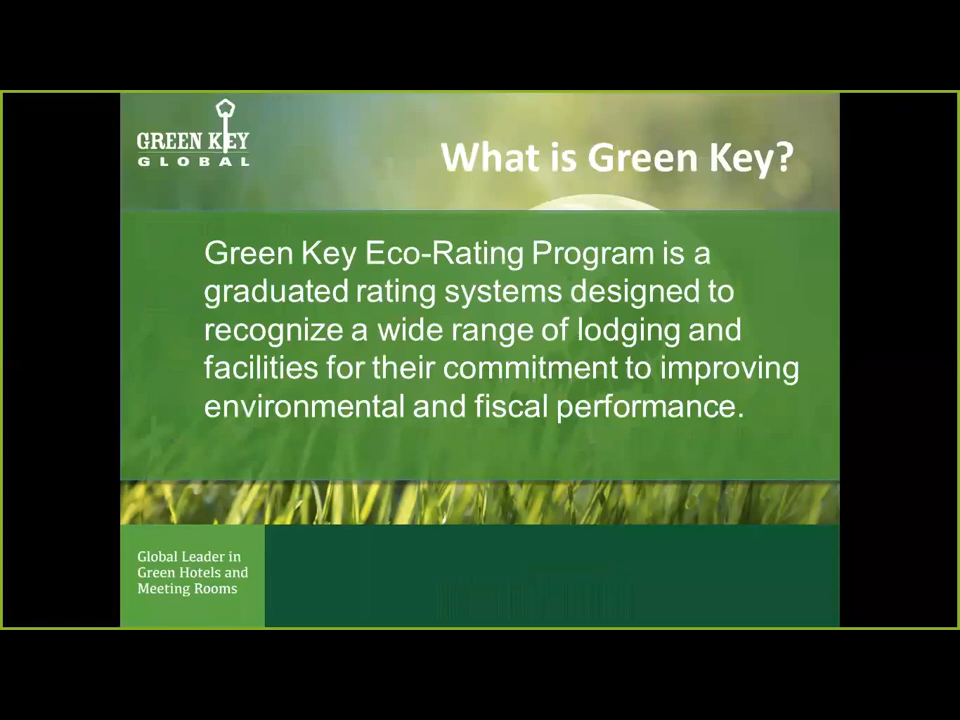 GREEN KEY
GLOBAL
What is Green Key?
Green Key Eco-Rating Program is a
graduated rating systems designed to
recognize a wide range of lodging and
facilities for their commitment to improving
environmental and fiscal performance.
Global Leader in
Green Hotels and
Meeting Rooms